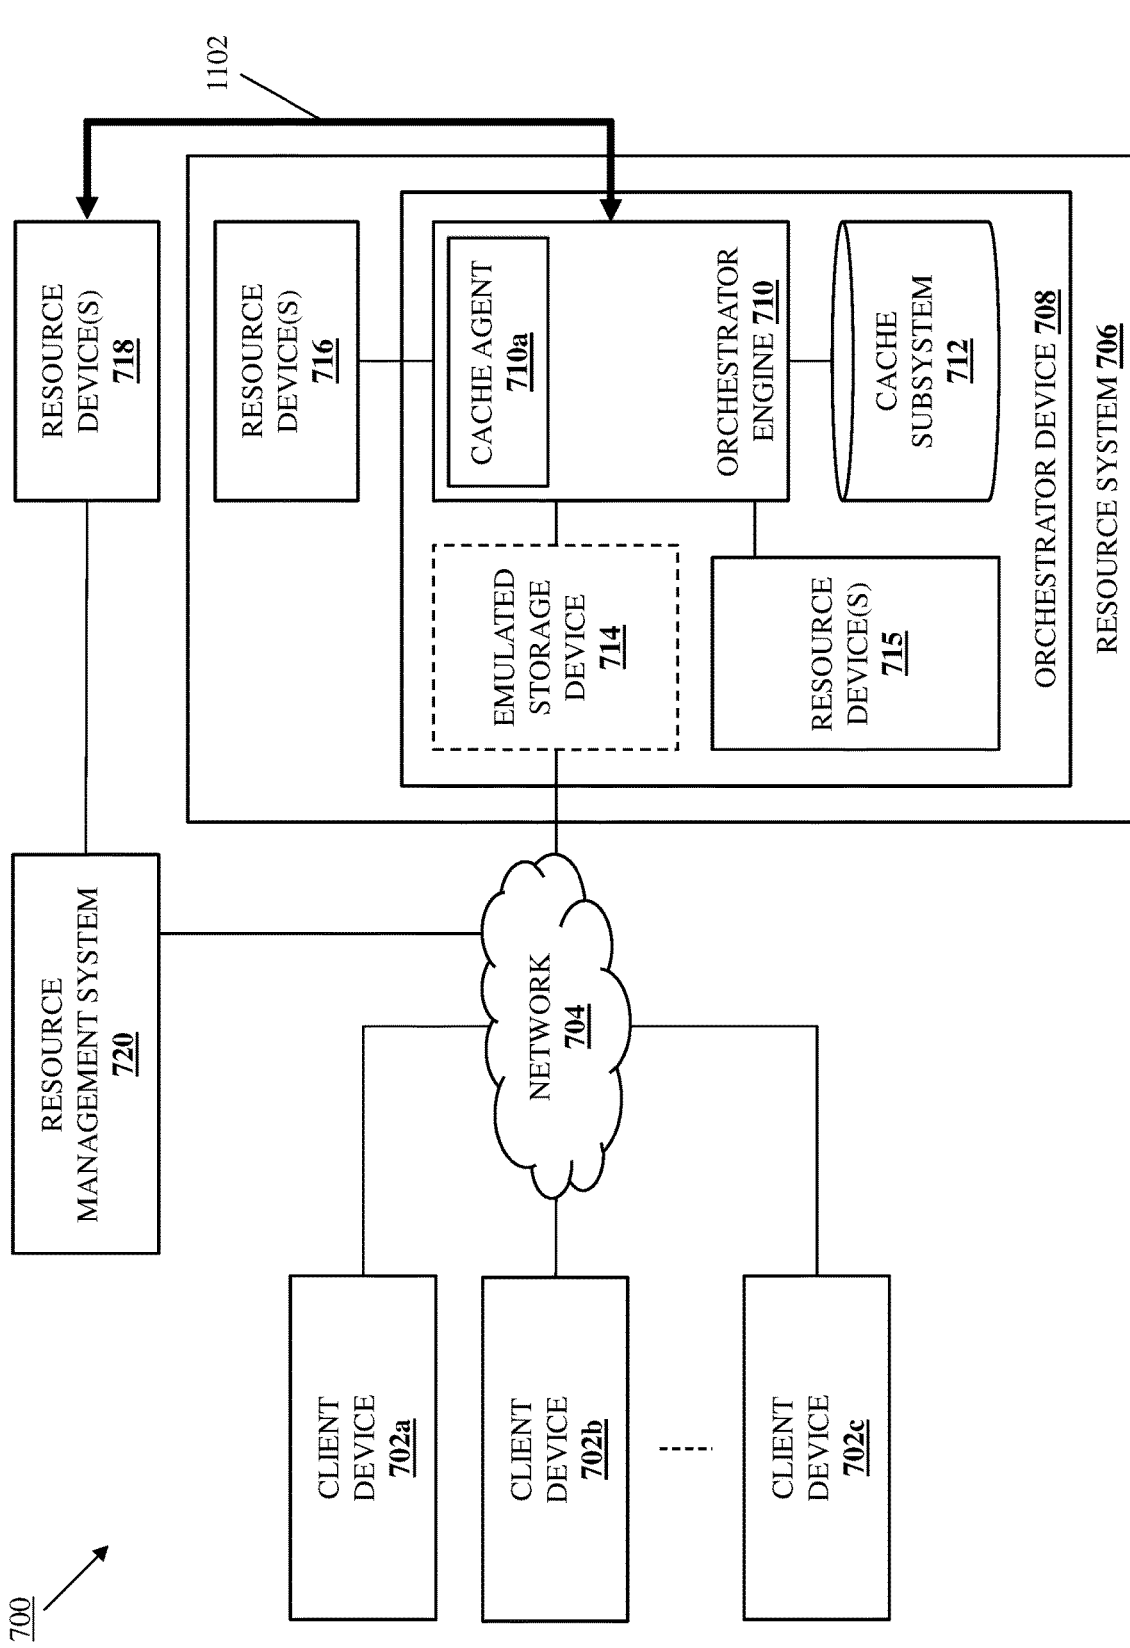 700
CLIENT
DEVICE
702a
CLIENT
DEVICE
702b
CLIENT
DEVICE
702c
RESOURCE
MANAGEMENT SYSTEM
720
NETWORK
704
RESOURCE
DEVICE(S)
718
1102
RESOURCE
DEVICE(S)
716
EMULATED
STORAGE
DEVICE
714
CACHE AGENT
710a
ORCHESTRATOR
ENGINE 710
RESOURCE
DEVICE(S)
715
CACHE
SUBSYSTEM
712
ORCHESTRATOR DEVICE 708
RESOURCE SYSTEM 706